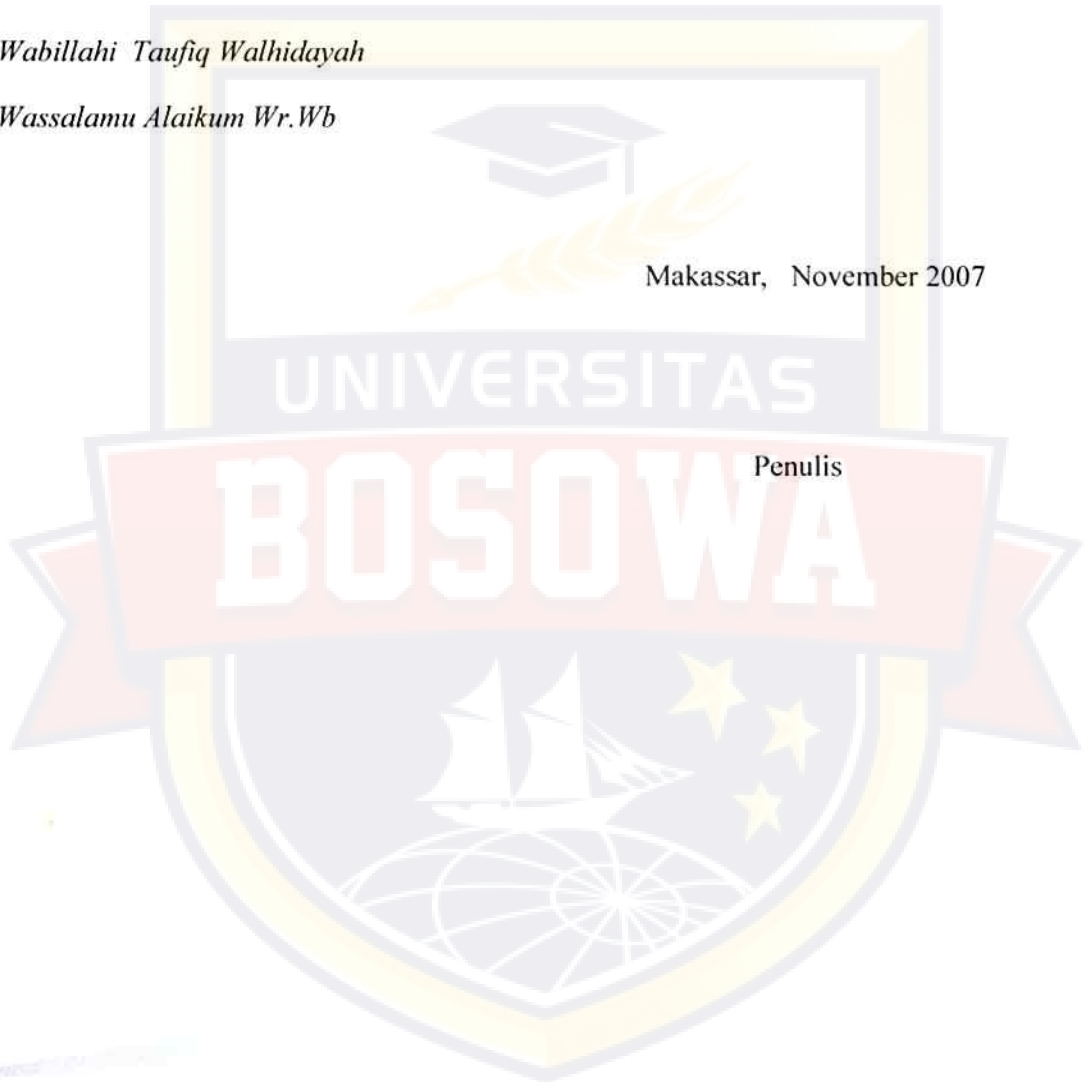 Wabillahi Taufiq Walhidayah
Wassalamu Alaikum Wr.Wb
Makassar, November 2007
UNIVERSITAS
Penulis
BOSOWA